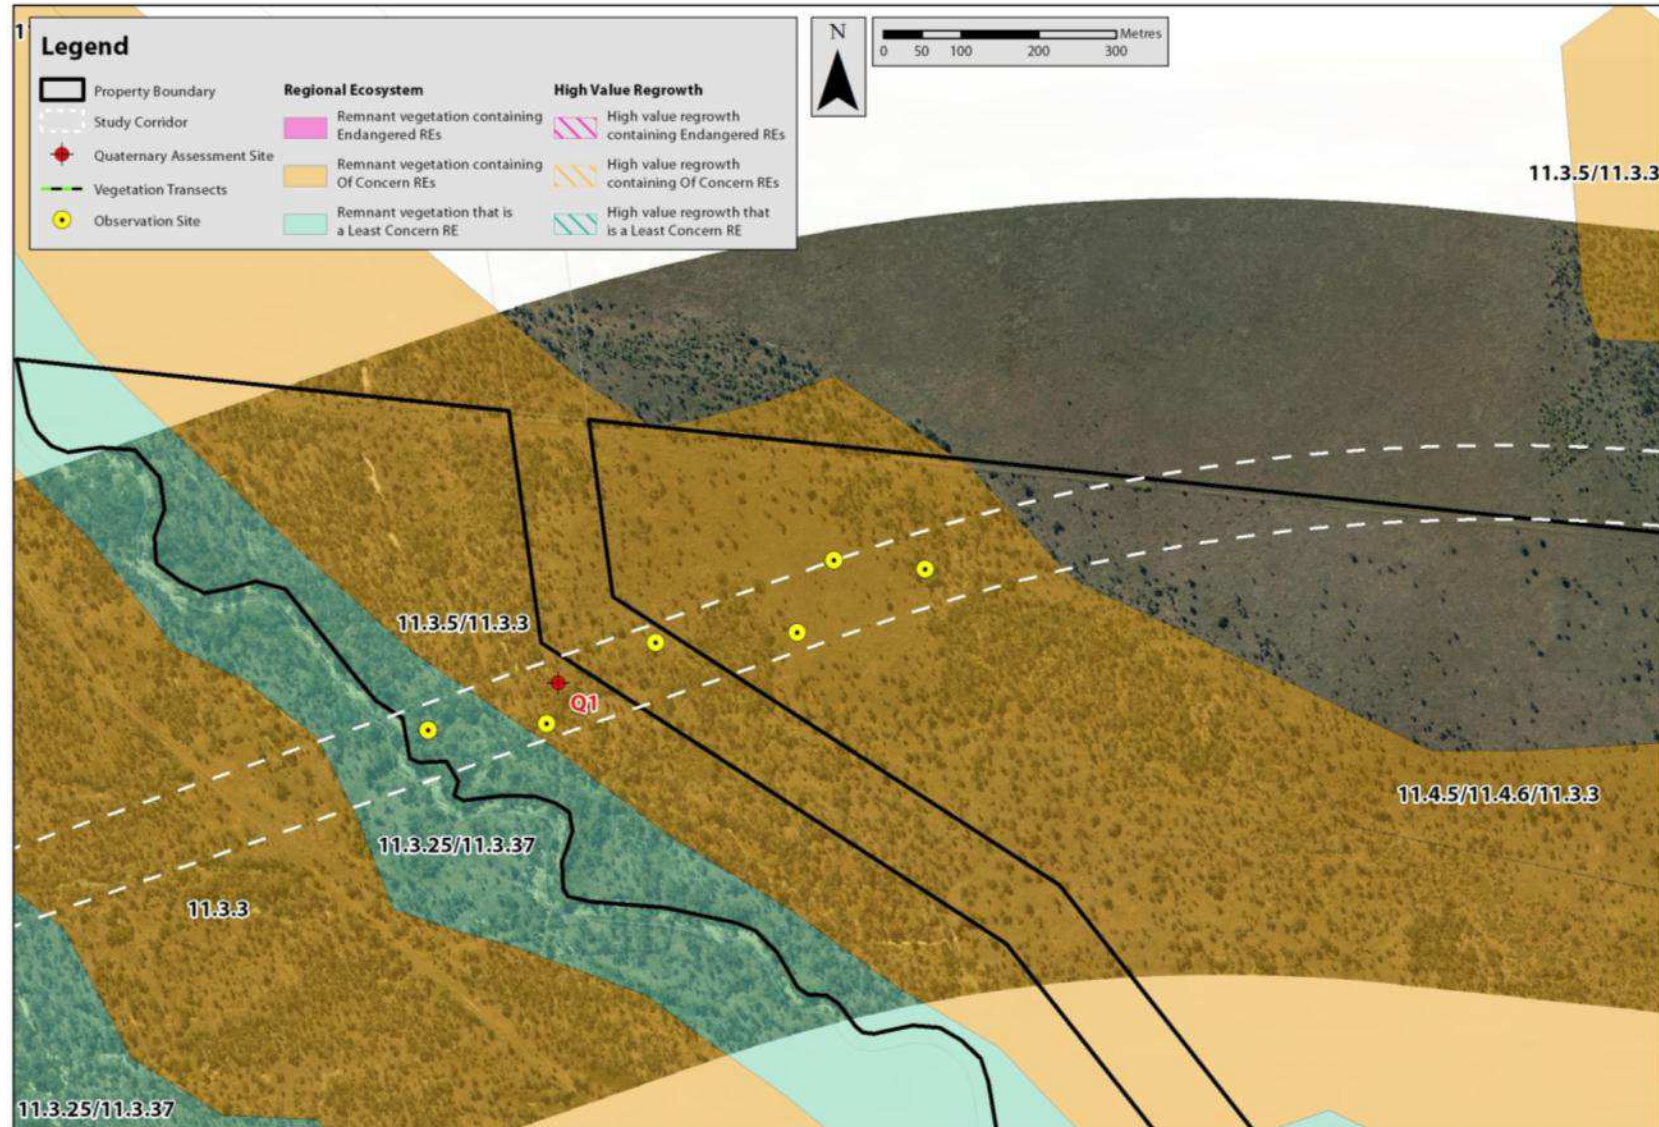 11
Legend
Property Boundary
Study Corridor
Quaternary Assessment Site
Vegetation Transects
Observation Site
Regional Ecosystem
Remnant vegetation containing
Endangered REs
Remnant vegetation containing
Of Concern REs
Remnant vegetation that is
a Least Concern RE
High Value Regrowth
High value regrowth
containing Endangered REs
High value regrowth
containing Of Concern REs
High value regrowth that
is a Least Concern RE
N
Metres
0 50 100 200 300
11.3.5/11.3.3
11.3.5/11.3.3
Q1
11.4.5/11.4.6/11.3.3
11.3.25/11.3.37
11.3.3
11.3.25/11.3.37